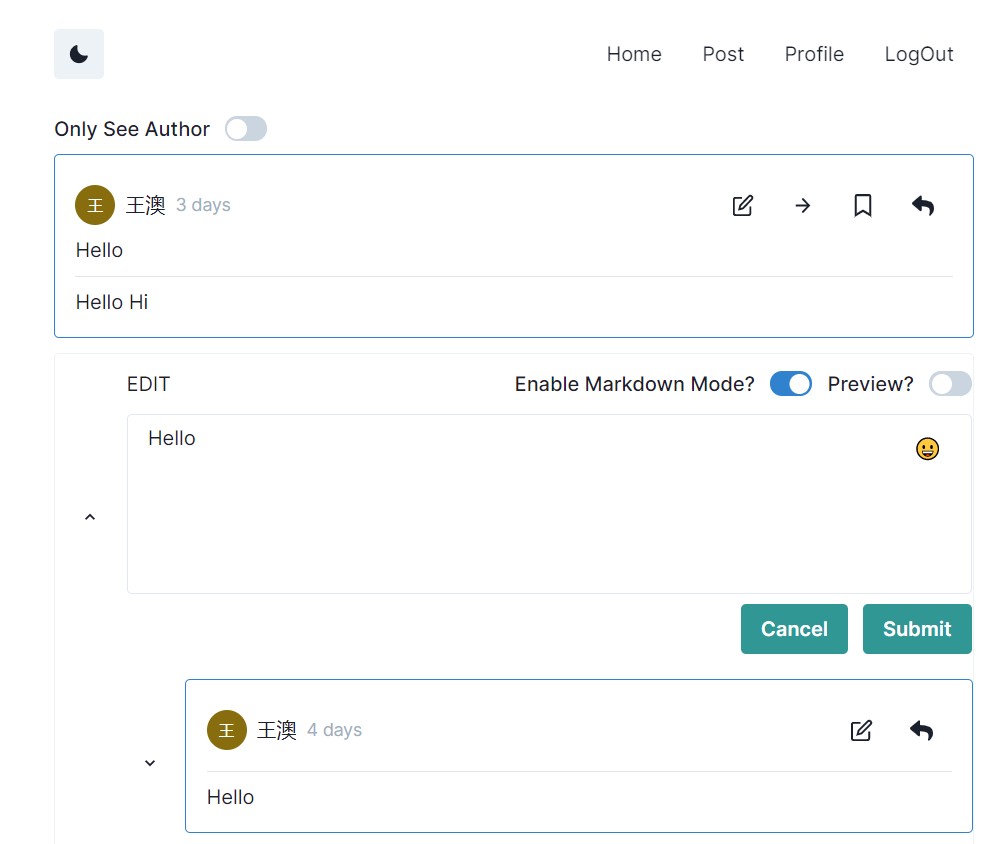 Home Post Profile LogOut
Only See Author
王 王澳 3 days
Hello
Hello Hi
EDIT Enable Markdown Mode? Preview?
Hello
Cancel Submit
王 王澳 4 days
Hello